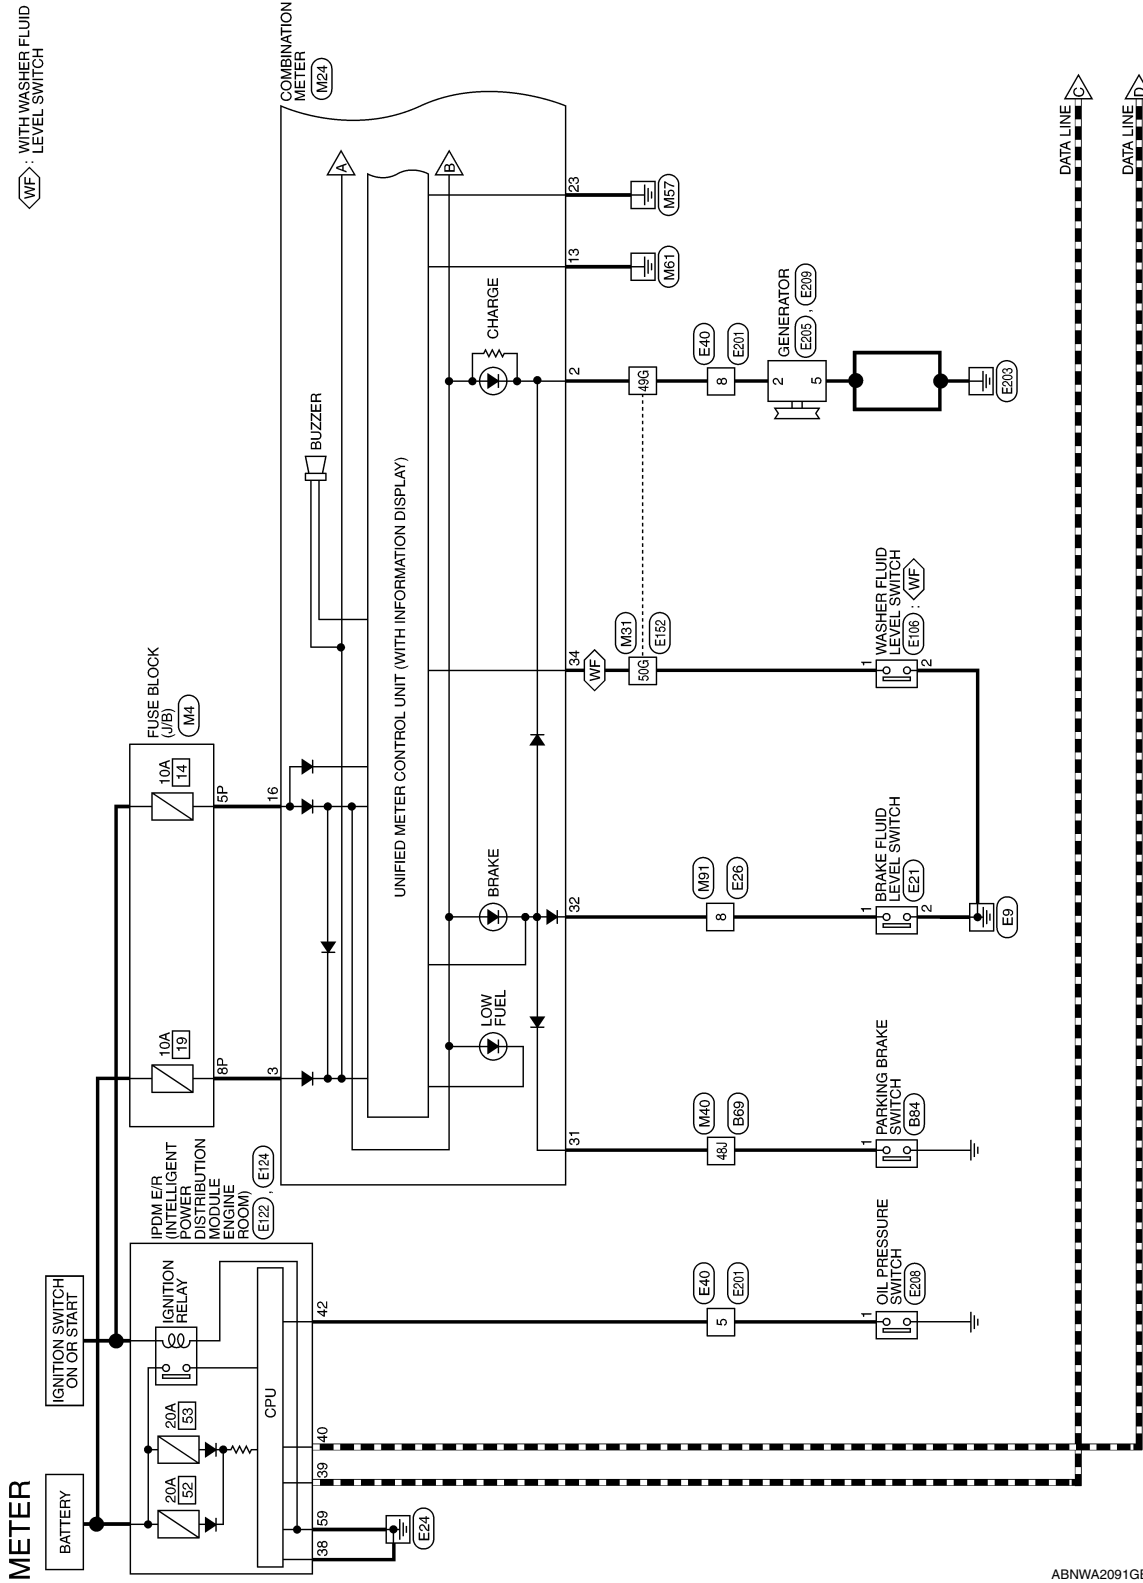 METER
WF : WITH WASHER FLUID
LEVEL SWITCH
BATTERY
IGNITION SWITCH
ON OR START
20A
52
20A
53
IGNITION
RELAY
CPU
IPDM E/R
(INTELLIGENT
POWER
DISTRIBUTION
MODULE
ENGINE
ROOM)
E122 , E124
38
59
39
40
42
E24
10A
19
8P
10A
14
5P
FUSE BLOCK
(J/B)
M4
3
16
BUZZER
COMBINATION
METER
M24
A
UNIFIED METER CONTROL UNIT (WITH INFORMATION DISPLAY)
B
LOW
FUEL
BRAKE
CHARGE
31
32
34
2
13
23
WF
M61
M57
50G
M31
E152
49G
5
E40
E201
48J
M40
B69
8
M91
E26
8
E40
E201
1
OIL PRESSURE
SWITCH
E208
1
PARKING BRAKE
SWITCH
B84
1
2
BRAKE FLUID
LEVEL SWITCH
E21
1
2
WASHER FLUID
LEVEL SWITCH
E106 : WF
2
5
GENERATOR
E205 , E209
E9
E203
DATA LINE
C
DATA LINE
D
ABNWA2091G